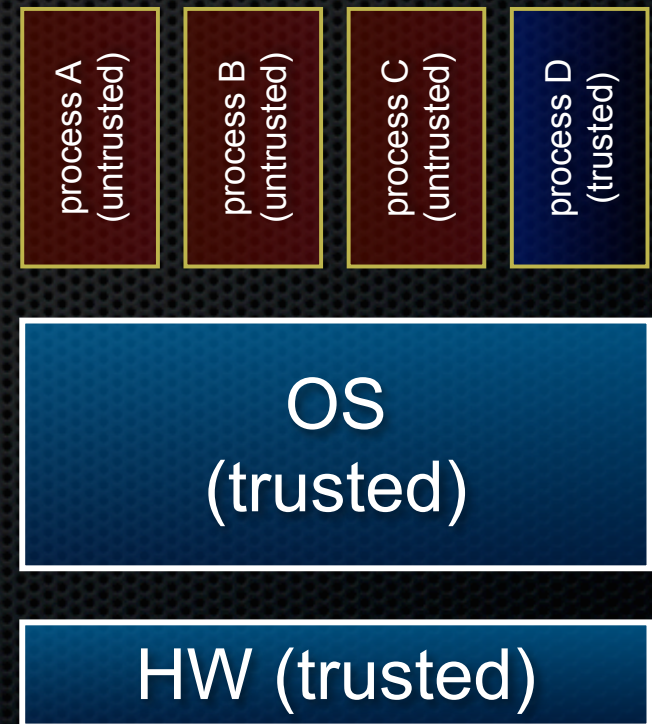 process A
(untrusted)
process B
(untrusted)
process C
(untrusted)
process D
(trusted)
OS
(trusted)
HW (trusted)